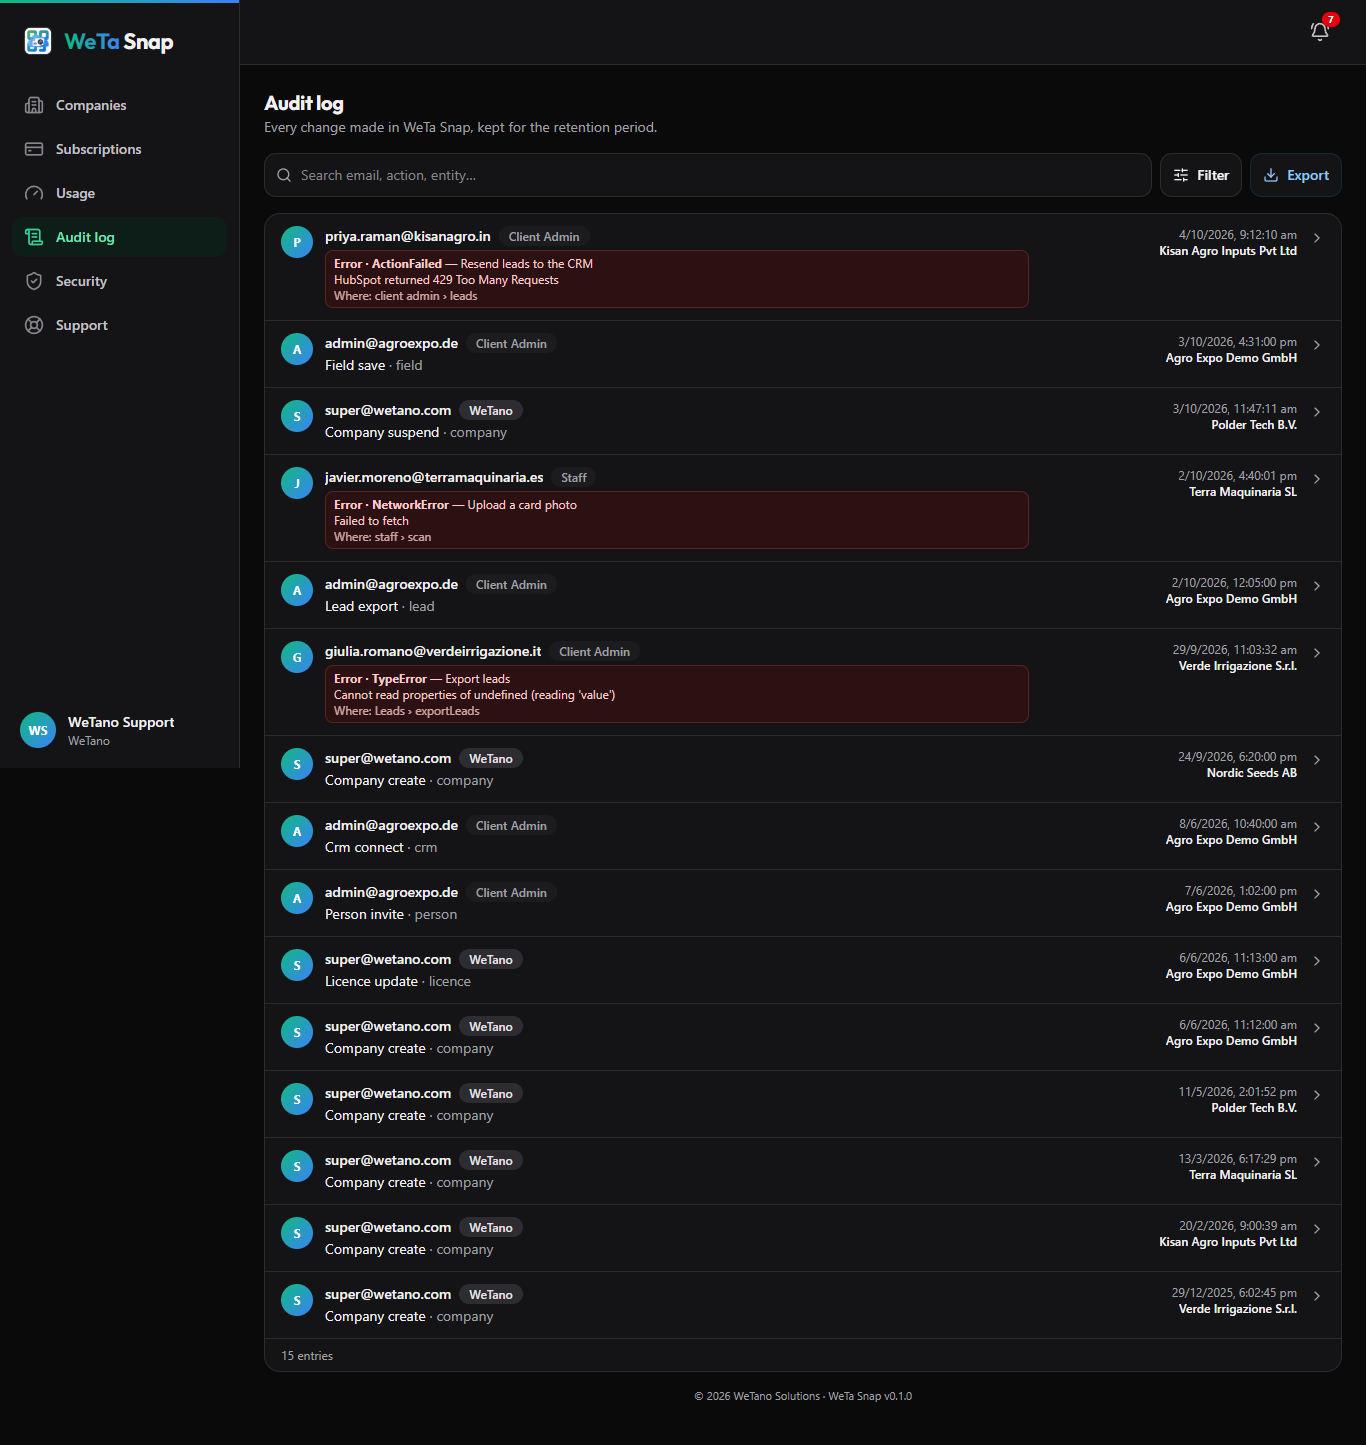 WeTa Snap
7
Companies
Subscriptions
Usage
Audit log
Security
Support
WS
WeTano Support
WeTano
Audit log
Every change made in WeTa Snap, kept for the retention period.
Search email, action, entity...
Filter
Export
P
priya.raman@kisanagro.in Client Admin
4/10/2026, 9:12:10 am
Kisan Agro Inputs Pvt Ltd
Error · ActionFailed — Resend leads to the CRM
HubSpot returned 429 Too Many Requests
Where: client admin › leads
A
admin@agroexpo.de Client Admin
3/10/2026, 4:31:00 pm
Field save · field
Agro Expo Demo GmbH
S
super@wetano.com WeTano
3/10/2026, 11:47:11 am
Company suspend · company
Polder Tech B.V.
J
javier.moreno@terramaquinaria.es Staff
2/10/2026, 4:40:01 pm
Terra Maquinaria SL
Error · NetworkError — Upload a card photo
Failed to fetch
Where: staff › scan
A
admin@agroexpo.de Client Admin
2/10/2026, 12:05:00 pm
Lead export · lead
Agro Expo Demo GmbH
G
giulia.romano@verdeirrigazione.it Client Admin
29/9/2026, 11:03:32 am
Verde Irrigazione S.r.l.
Error · TypeError — Export leads
Cannot read properties of undefined (reading 'value')
Where: Leads › exportLeads
S
super@wetano.com WeTano
24/9/2026, 6:20:00 pm
Company create · company
Nordic Seeds AB
A
admin@agroexpo.de Client Admin
8/6/2026, 10:40:00 am
Crm connect · crm
Agro Expo Demo GmbH
A
admin@agroexpo.de Client Admin
7/6/2026, 1:02:00 pm
Person invite · person
Agro Expo Demo GmbH
S
super@wetano.com WeTano
6/6/2026, 11:13:00 am
Licence update · licence
Agro Expo Demo GmbH
S
super@wetano.com WeTano
6/6/2026, 11:12:00 am
Company create · company
Agro Expo Demo GmbH
S
super@wetano.com WeTano
11/5/2026, 2:01:52 pm
Company create · company
Polder Tech B.V.
S
super@wetano.com WeTano
13/3/2026, 6:17:29 pm
Company create · company
Terra Maquinaria SL
S
super@wetano.com WeTano
20/2/2026, 9:00:39 am
Company create · company
Kisan Agro Inputs Pvt Ltd
S
super@wetano.com WeTano
29/12/2025, 6:02:45 pm
Company create · company
Verde Irrigazione S.r.l.
15 entries
© 2026 WeTano Solutions · WeTa Snap v0.1.0